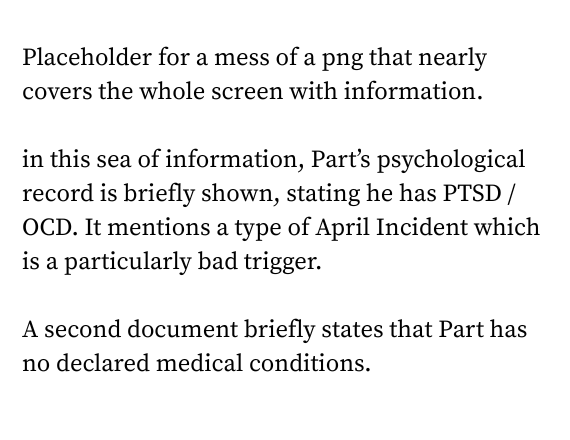 Placeholder for a mess of a png that nearly
covers the whole screen with information.
in this sea of information, Part’s psychological
record is briefly shown, stating he has PTSD /
OCD. It mentions a type of April Incident which
is a particularly bad trigger.
A second document briefly states that Part has
no declared medical conditions.